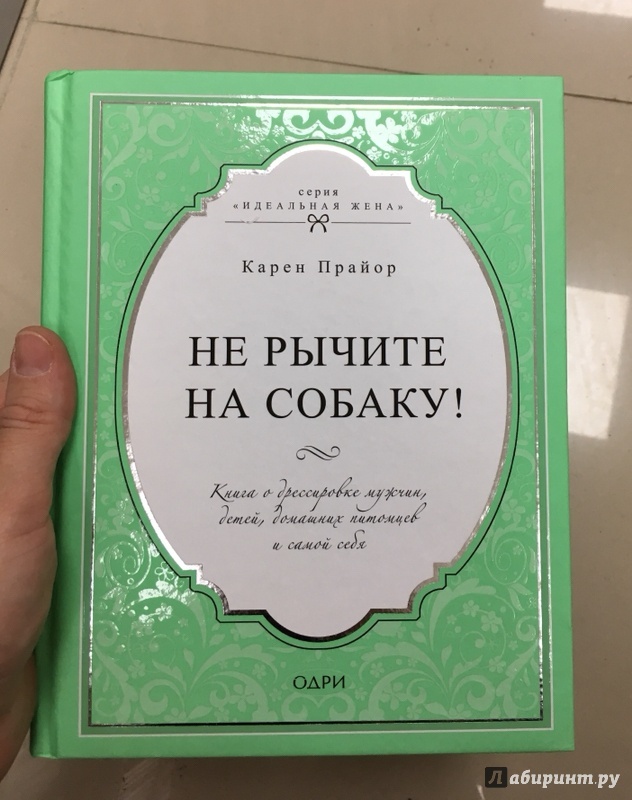 серия
«ИДЕАЛЬНАЯ ЖЕНА»
Карен Прайор
НЕ РЫЧИТЕ
НА СОБАКУ!
Книга о дрессировке мужчин,
детей, домашних питомцев
и самой себя
ОДРИ
Лабиринт.ру